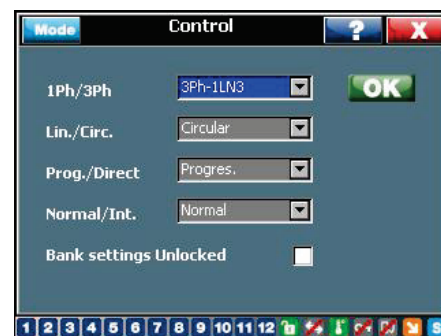 Mode Control ? X
1Ph/3Ph 3Ph-1LN3 OK
Lin./Circ. Circular
Prog./Direct Progres.
Normal/Int. Normal
Bank settings Unlocked
1 2 3 4 5 6 7 8 9 10 11 12 S